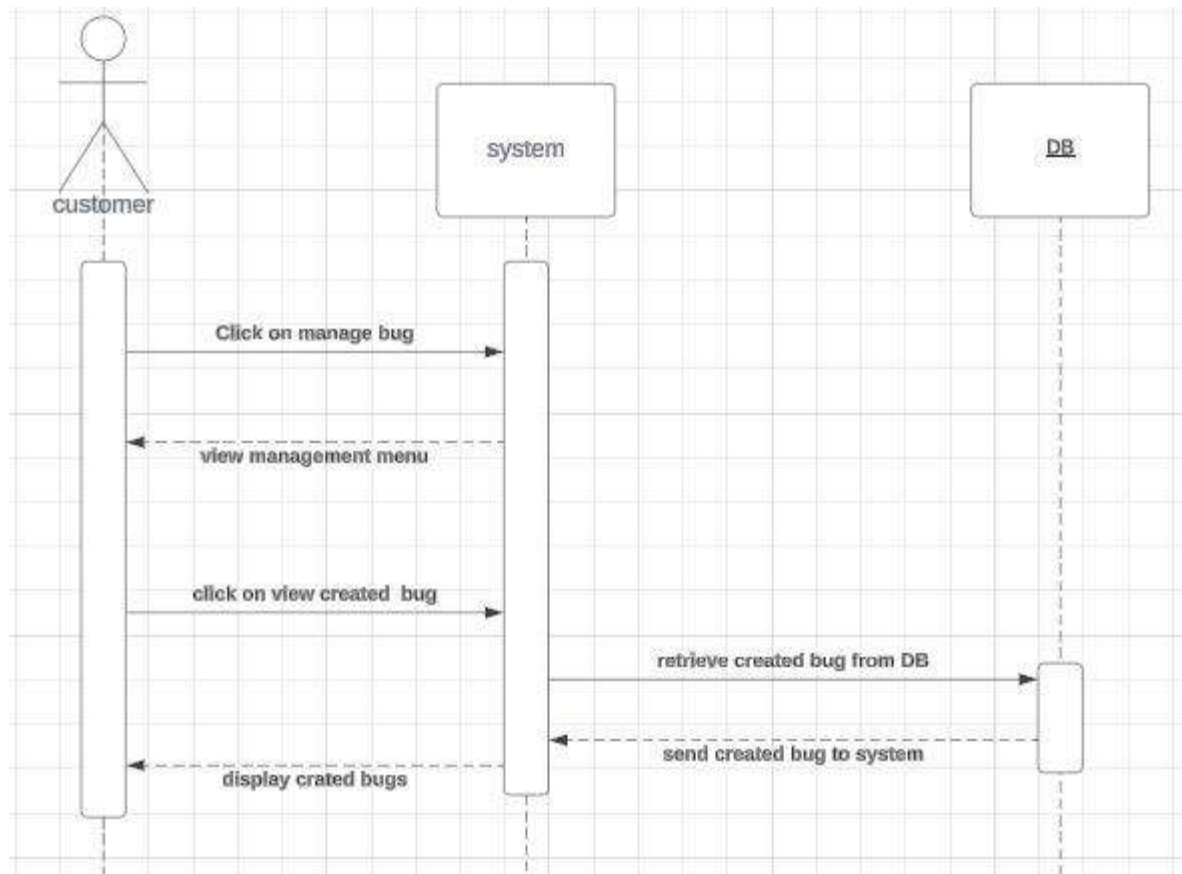 customer
system
DB
Click on manage bug
view management menu
click on view created bug
retrieve created bug from DB
send created bug to system
display crated bugs